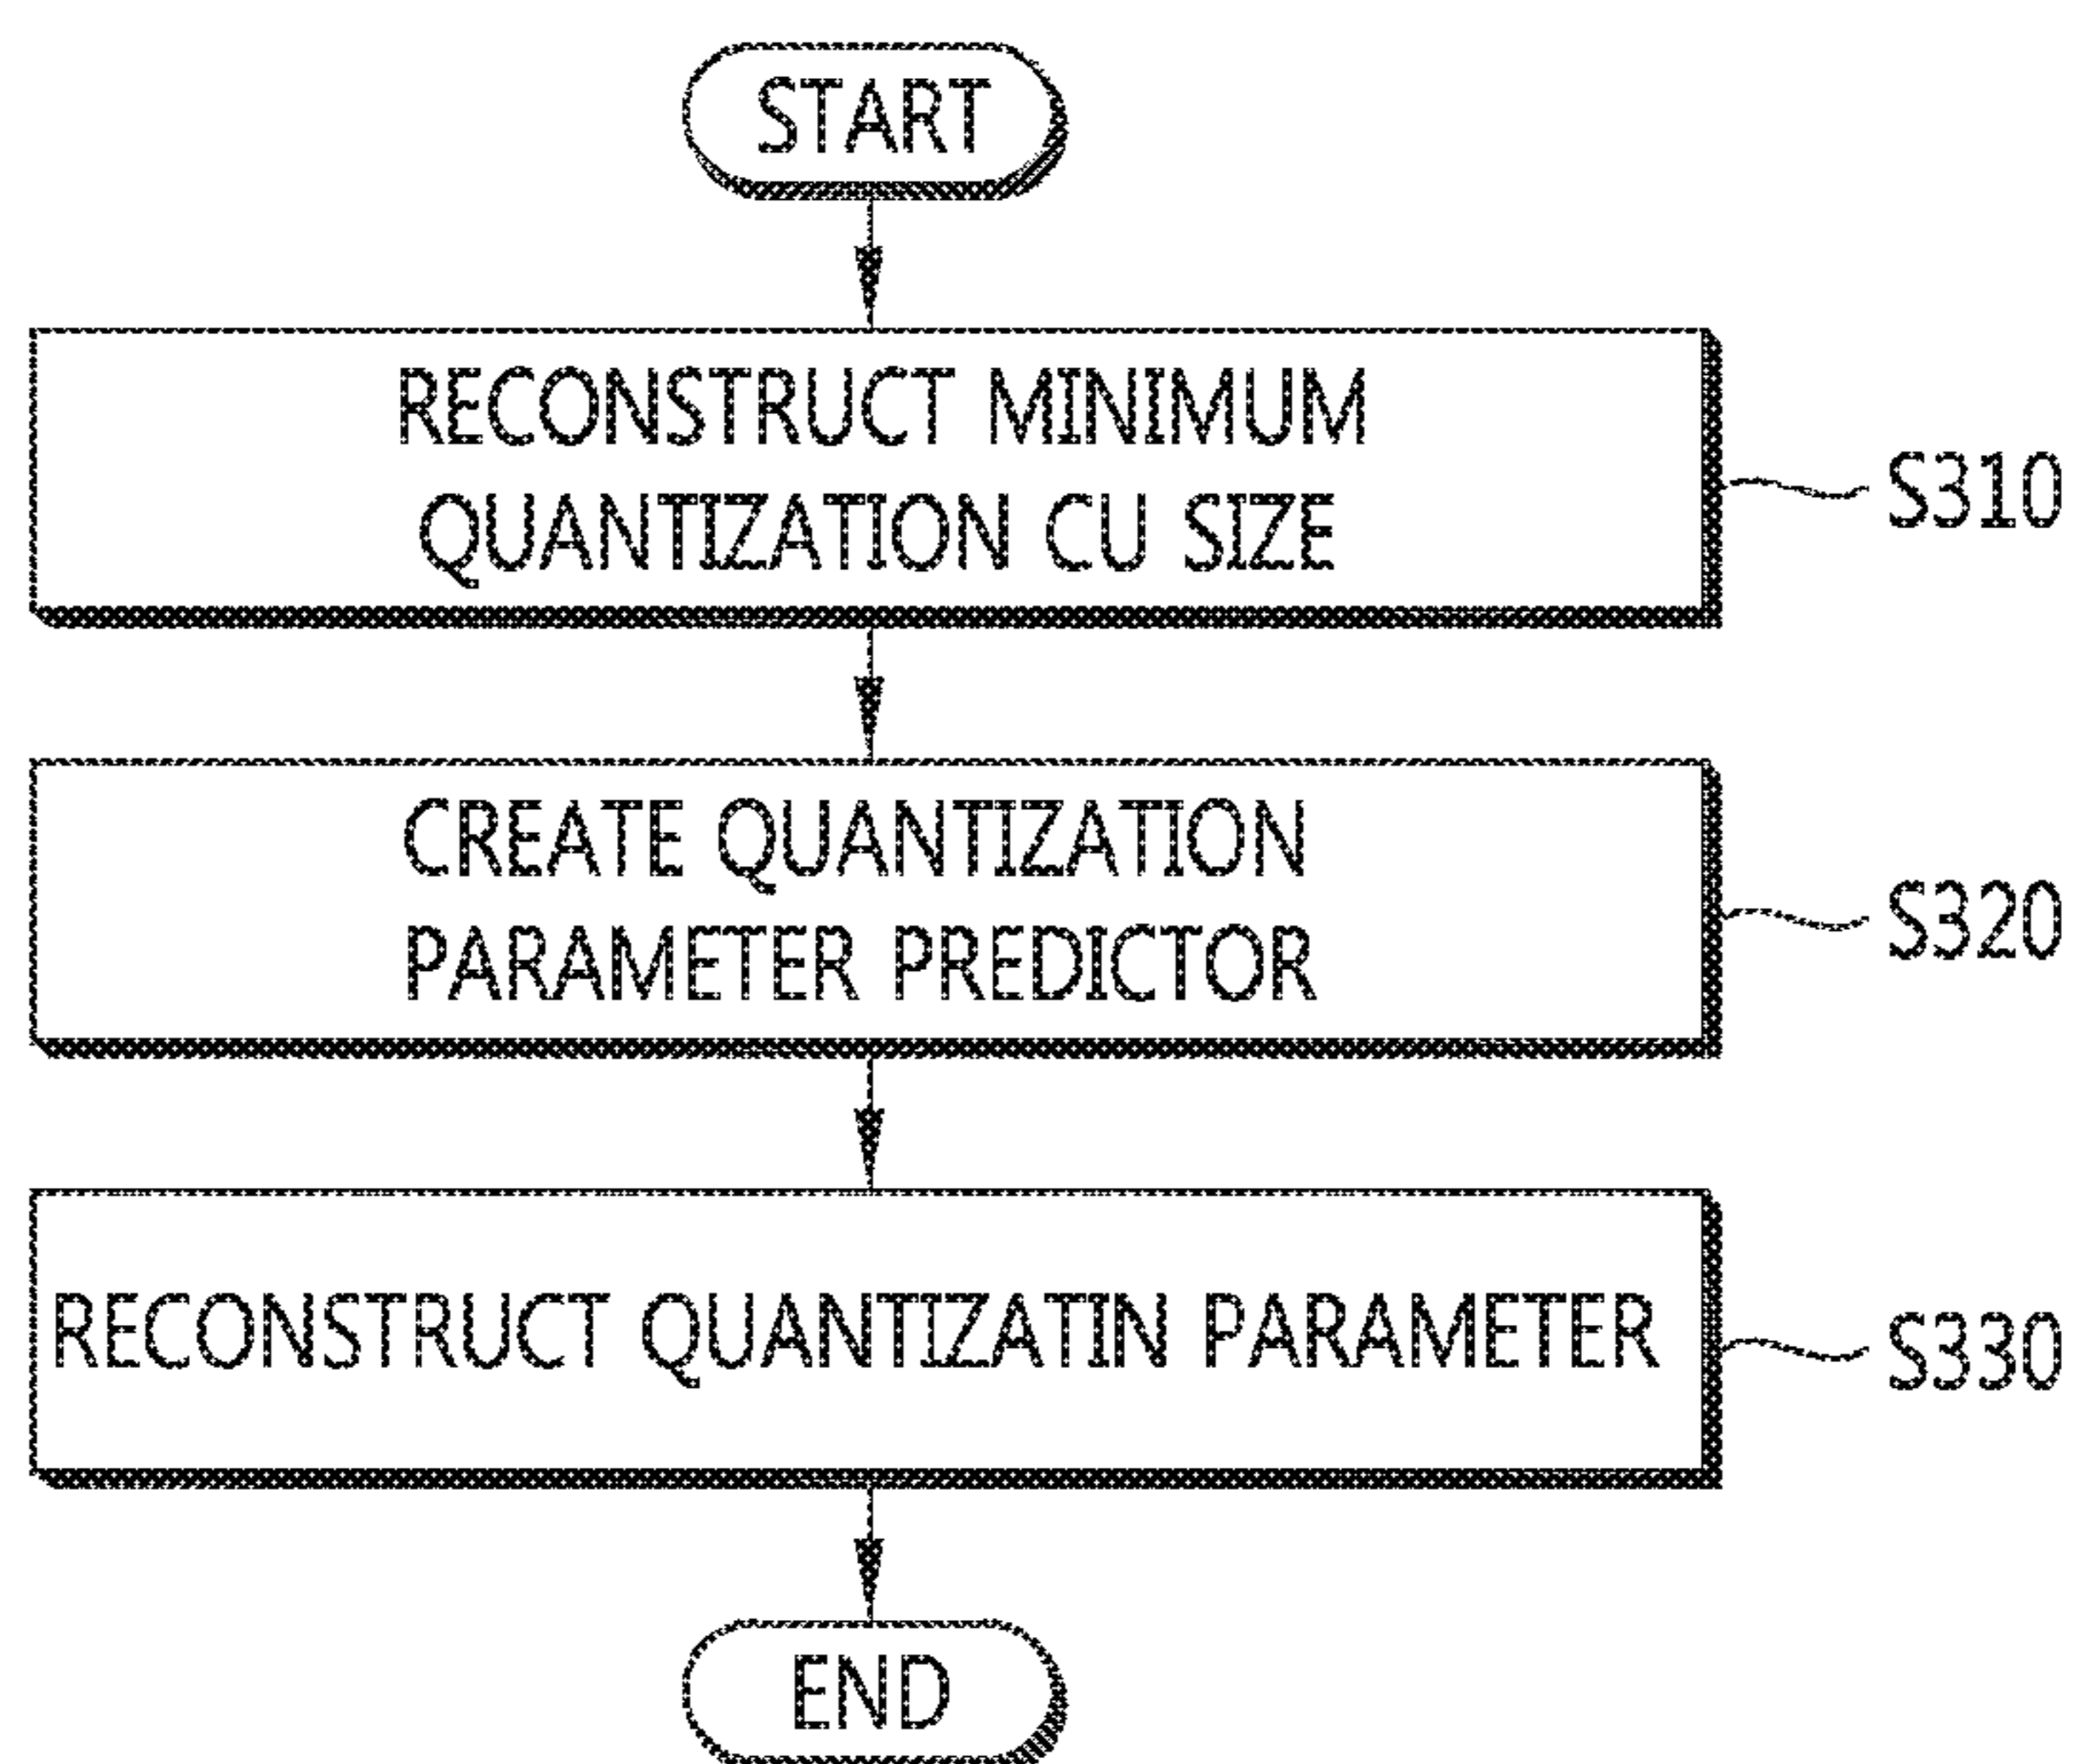 START
RECONSTRUCT MINIMUM
QUANTIZATION CU SIZE
S310
CREATE QUANTIZATION
PARAMETER PREDICTOR
S320
RECONSTRUCT QUANTIZATIN PARAMETER
S330
END